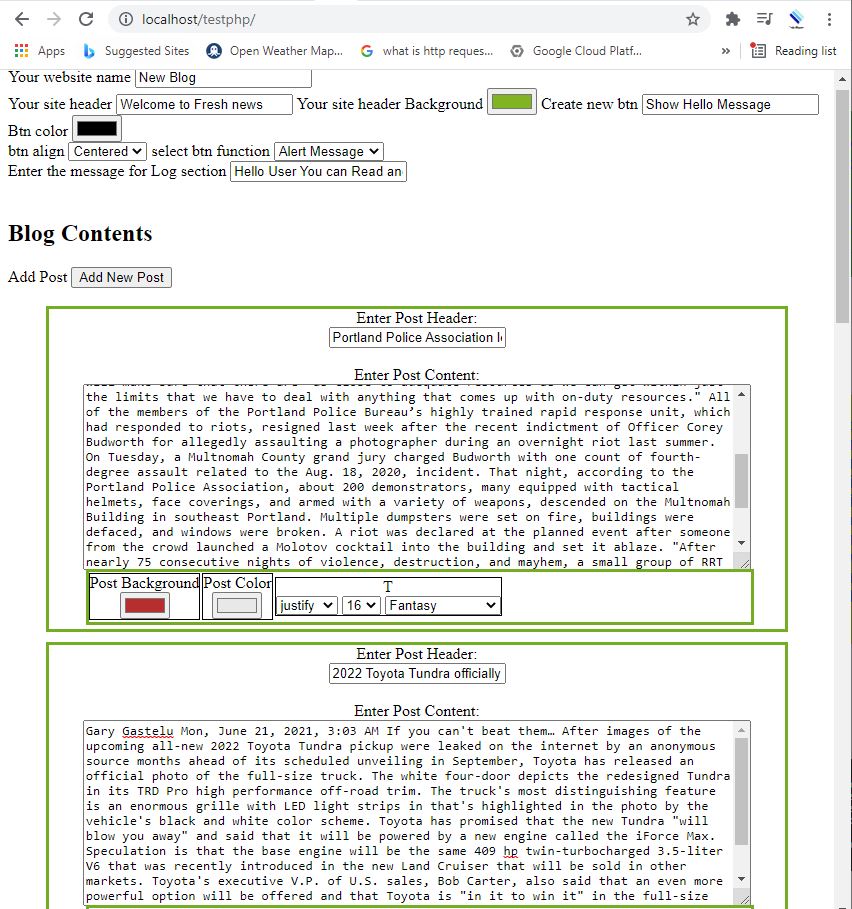 localhost/testphp/
Apps Suggested Sites Open Weather Map... what is http reques... Google Cloud Platf... » Reading list
Your website name New Blog
Your site header Welcome to Fresh news Your site header Background Create new btn Show Hello Message
Btn color
btn align Centered select btn function Alert Message
Enter the message for Log section Hello User You can Read an
Blog Contents
Add Post Add New Post
Enter Post Header:
Portland Police Association l
Enter Post Content:
the limits that we have to deal with anything that comes up with on-duty resources." All
of the members of the Portland Police Bureau’s highly trained rapid response unit, which
had responded to riots, resigned last week after the recent indictment of Officer Corey
Budworth for allegedly assaulting a photographer during an overnight riot last summer.
On Tuesday, a Multnomah County grand jury charged Budworth with one count of fourth-
degree assault related to the Aug. 18, 2020, incident. That night, according to the
Portland Police Association, about 200 demonstrators, many equipped with tactical
helmets, face coverings, and armed with a variety of weapons, descended on the Multnomah
Building in southeast Portland. Multiple dumpsters were set on fire, buildings were
defaced, and windows were broken. A riot was declared at the planned event after someone
from the crowd launched a Molotov cocktail into the building and set it ablaze. "After
nearly 75 consecutive nights of violence, destruction, and mayhem, a small group of RRT
Post Background Post Color T
justify 16 Fantasy
Enter Post Header:
2022 Toyota Tundra officially
Enter Post Content:
Gary Gastelu Mon, June 21, 2021, 3:03 AM If you can't beat them… After images of the
upcoming all-new 2022 Toyota Tundra pickup were leaked on the internet by an anonymous
source months ahead of its scheduled unveiling in September, Toyota has released an
official photo of the full-size truck. The white four-door depicts the redesigned Tundra
in its TRD Pro high performance off-road trim. The truck's most distinguishing feature
is an enormous grille with LED light strips in that's highlighted in the photo by the
vehicle's black and white color scheme. Toyota has promised that the new Tundra "will
blow you away" and said that it will be powered by a new engine called the iForce Max.
Speculation is that the base engine will be the same 409 hp twin-turbocharged 3.5-liter
V6 that was recently introduced in the new Land Cruiser that will be sold in other
markets. Toyota's executive V.P. of U.S. sales, Bob Carter, also said that an even more
powerful option will be offered and that Toyota is "in it to win it" in the full-size